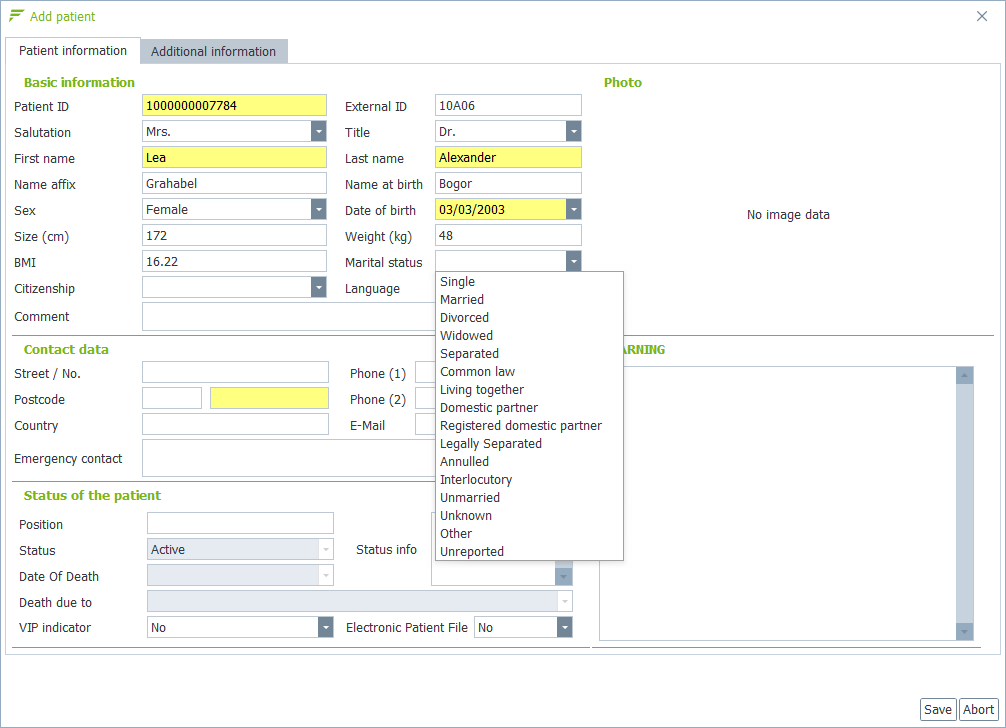 Add patient
Patient information Additional information
Basic information Photo
Patient ID 1000000007784 External ID 10A06
Salutation Mrs. Title Dr.
First name Lea Last name Alexander
Name affix Grahabel Name at birth Bogor
Sex Female Date of birth 03/03/2003
No image data
Size (cm) 172 Weight (kg) 48
BMI 16.22 Marital status
Citizenship Language
Comment
Single
Married
Divorced
Widowed
Separated
Common law
Living together
Domestic partner
Registered domestic partner
Legally Separated
Annulled
Interlocutory
Unmarried
Unknown
Other
Unreported
Contact data ARNING
Street / No. Phone (1)
Postcode Phone (2)
Country E-Mail
Emergency contact
Status of the patient
Position
Status Active Status info
Date Of Death
Death due to
VIP indicator No Electronic Patient File No
Save Abort